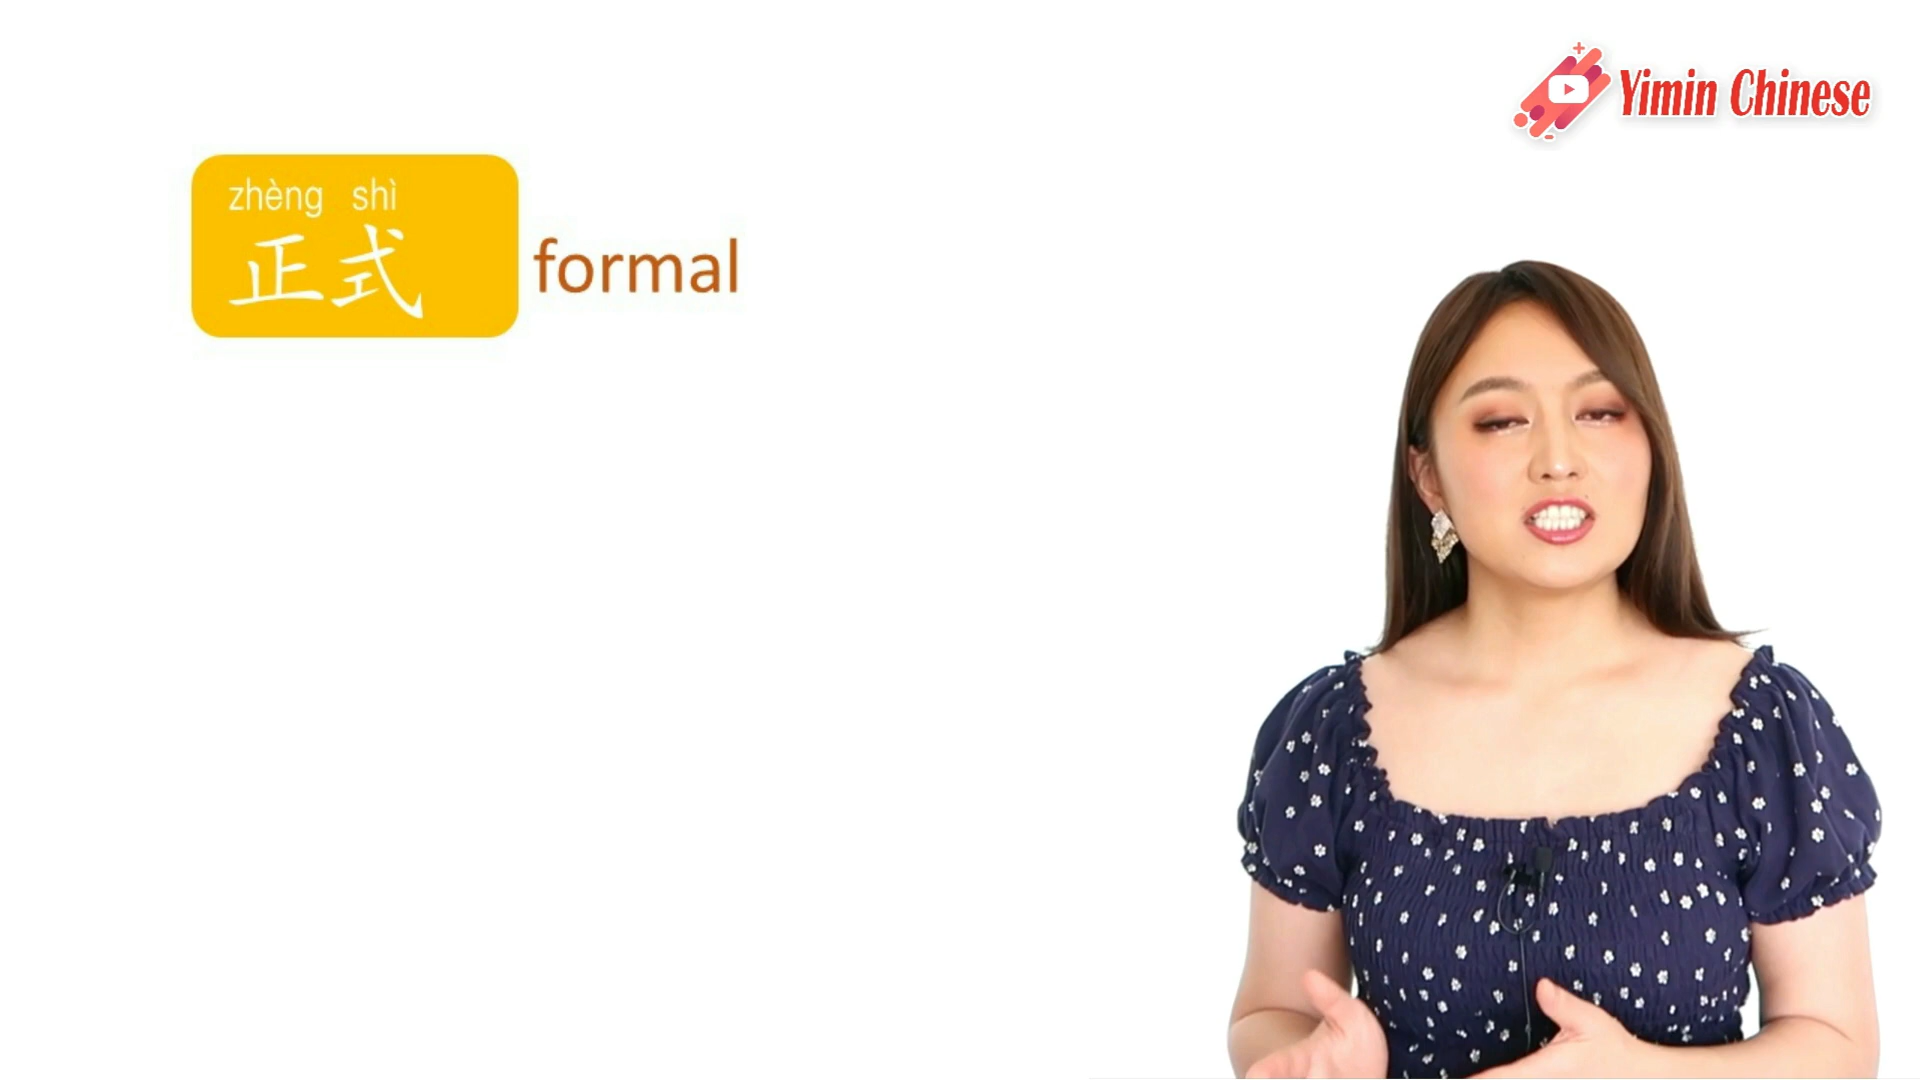 Yimin Chinese
zhèng shì
正式
formal